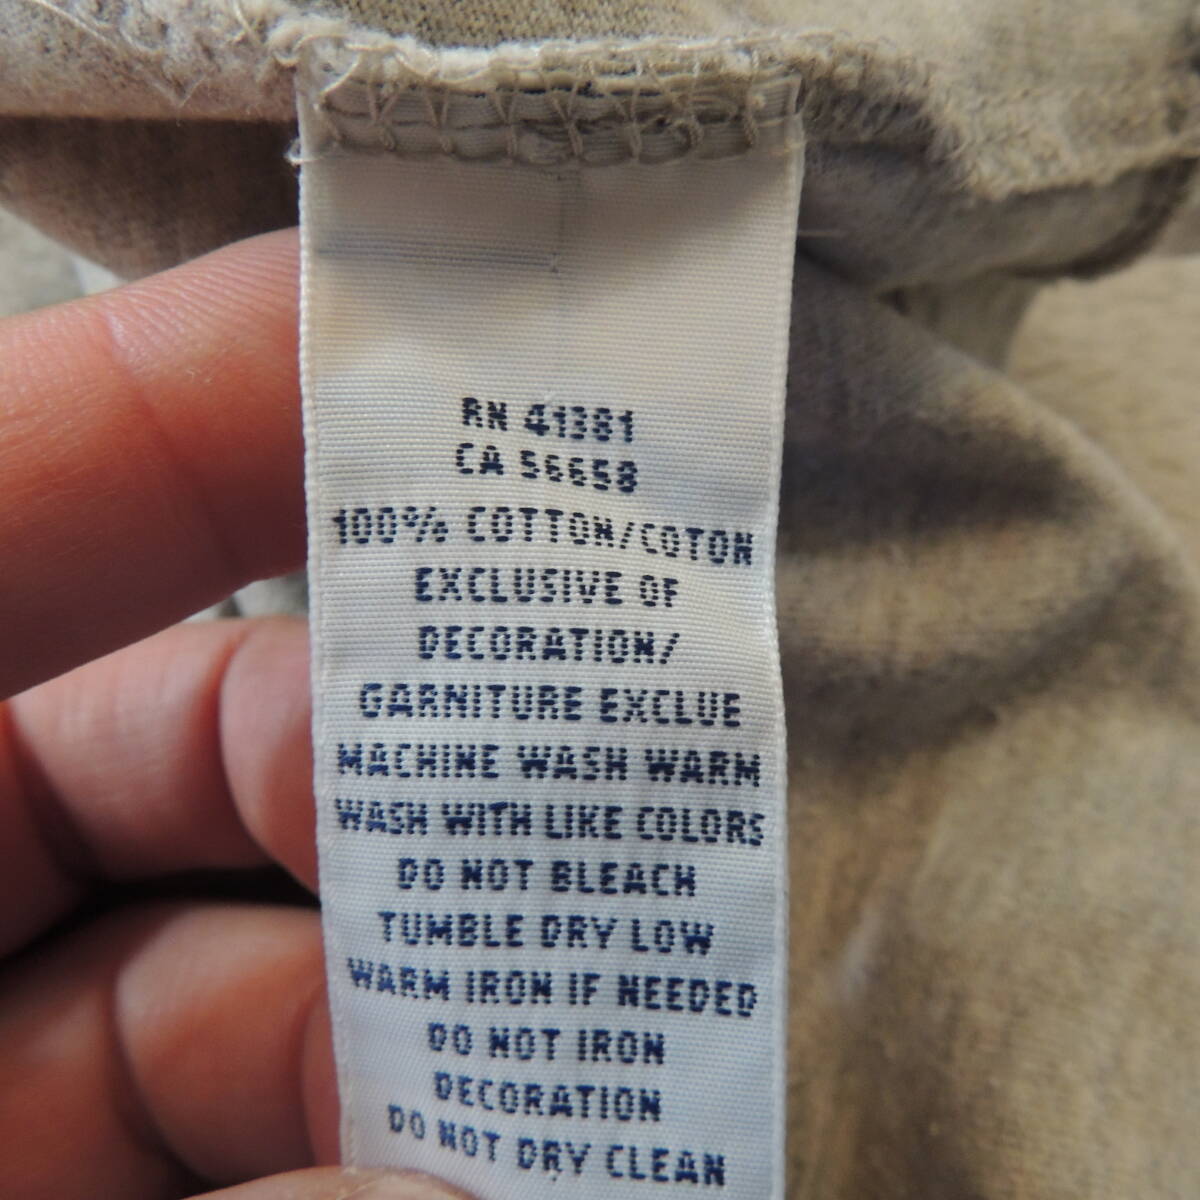 RN 41381
CA 56658
100% COTTON/COTON
EXCLUSIVE OF
DECORATION/
GARNITURE EXCLUE
MACHINE WASH WARM
WASH WITH LIKE COLORS
DO NOT BLEACH
TUMBLE DRY LOW
WARM IRON IF NEEDED
DO NOT IRON
DECORATION
DO NOT DRY CLEAN